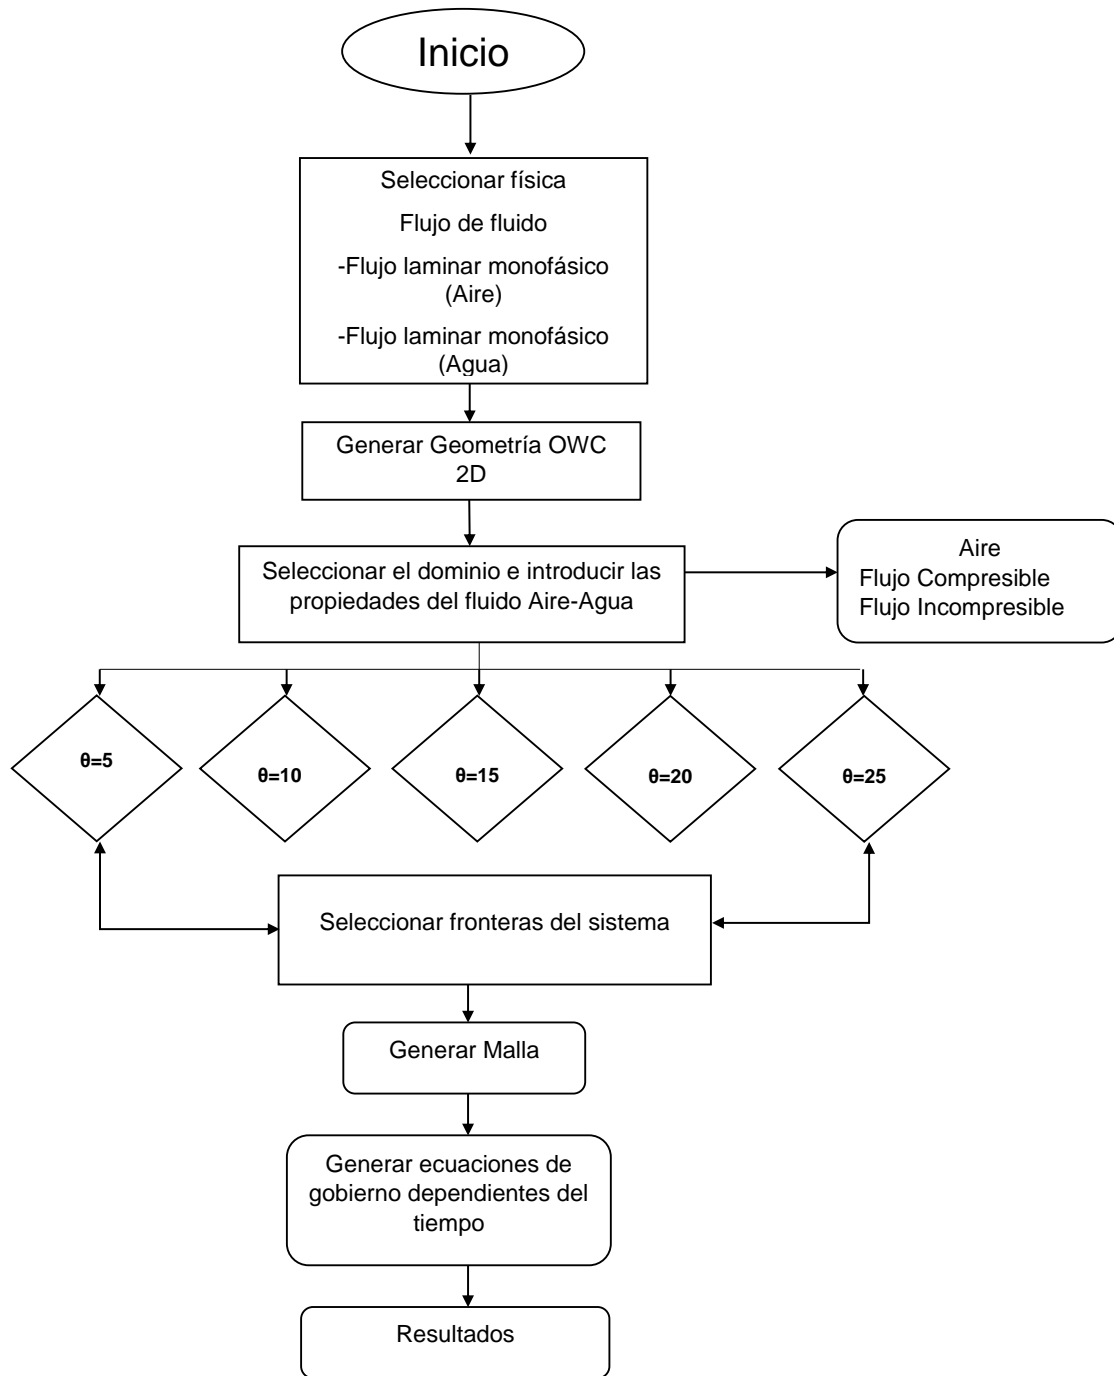 Inicio
Seleccionar física
Flujo de fluido
-Flujo laminar monofásico
(Aire)
-Flujo laminar monofásico
(Agua)
Generar Geometría OWC
2D
Seleccionar el dominio e introducir las
propiedades del fluido Aire-Agua
Aire
Flujo Compresible
Flujo Incompresible
θ=5
θ=10
θ=15
θ=20
θ=25
Seleccionar fronteras del sistema
Generar Malla
Generar ecuaciones de
gobierno dependientes del
tiempo
Resultados